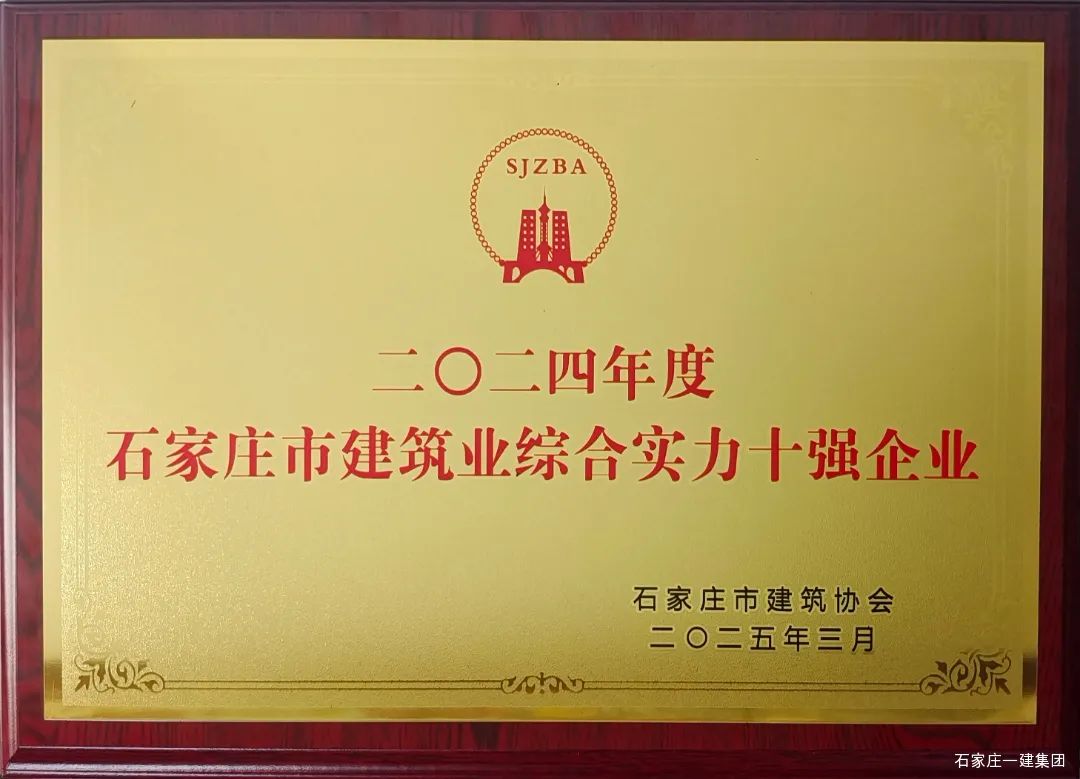 SJZBA
二〇二四年度
石家庄市建筑业综合实力十强企业
石家庄市建筑协会
二〇二五年三月
石家庄一建集团